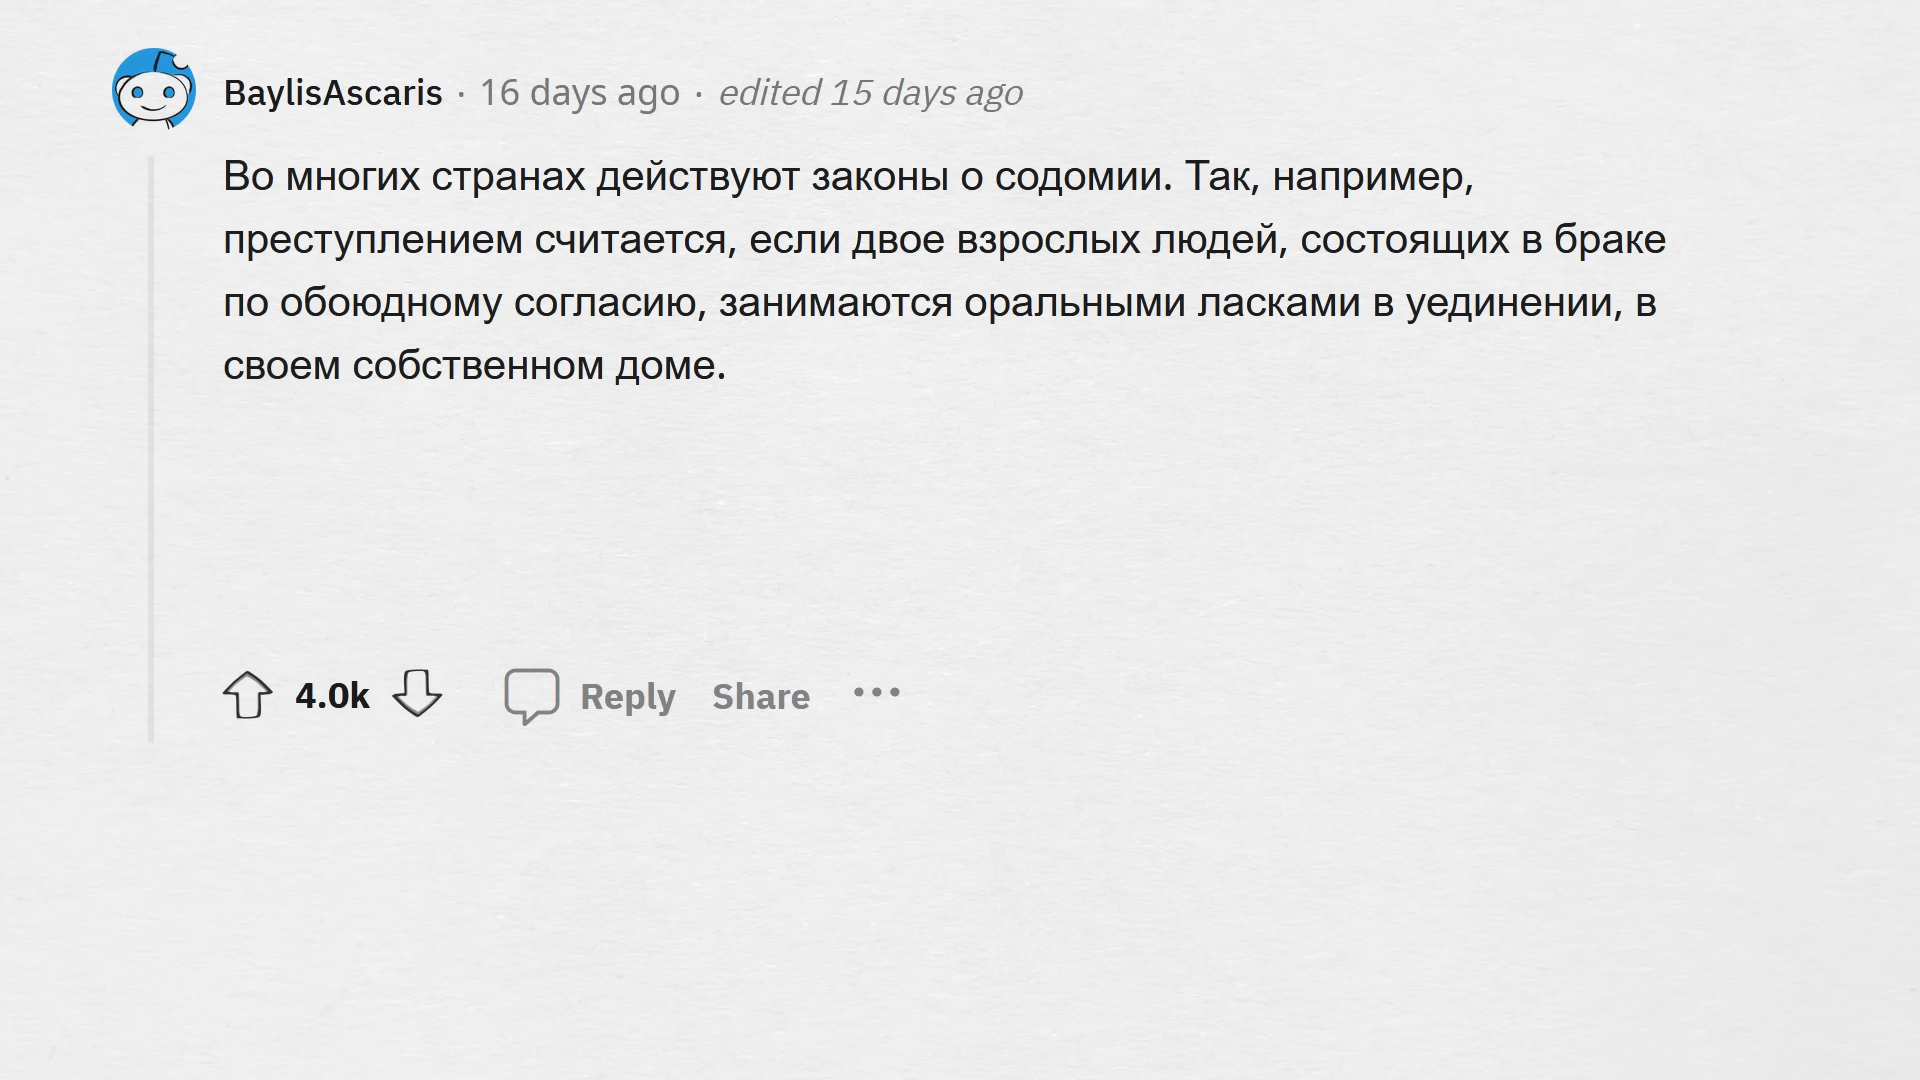 BaylisAscaris · 16 days ago · edited 15 days ago
Во многих странах действуют законы о содомии. Так, например,
преступлением считается, если двое взрослых людей, состоящих в браке
по обоюдному согласию, занимаются оральными ласками в уединении, в
своем собственном доме.
4.0k Reply Share •••